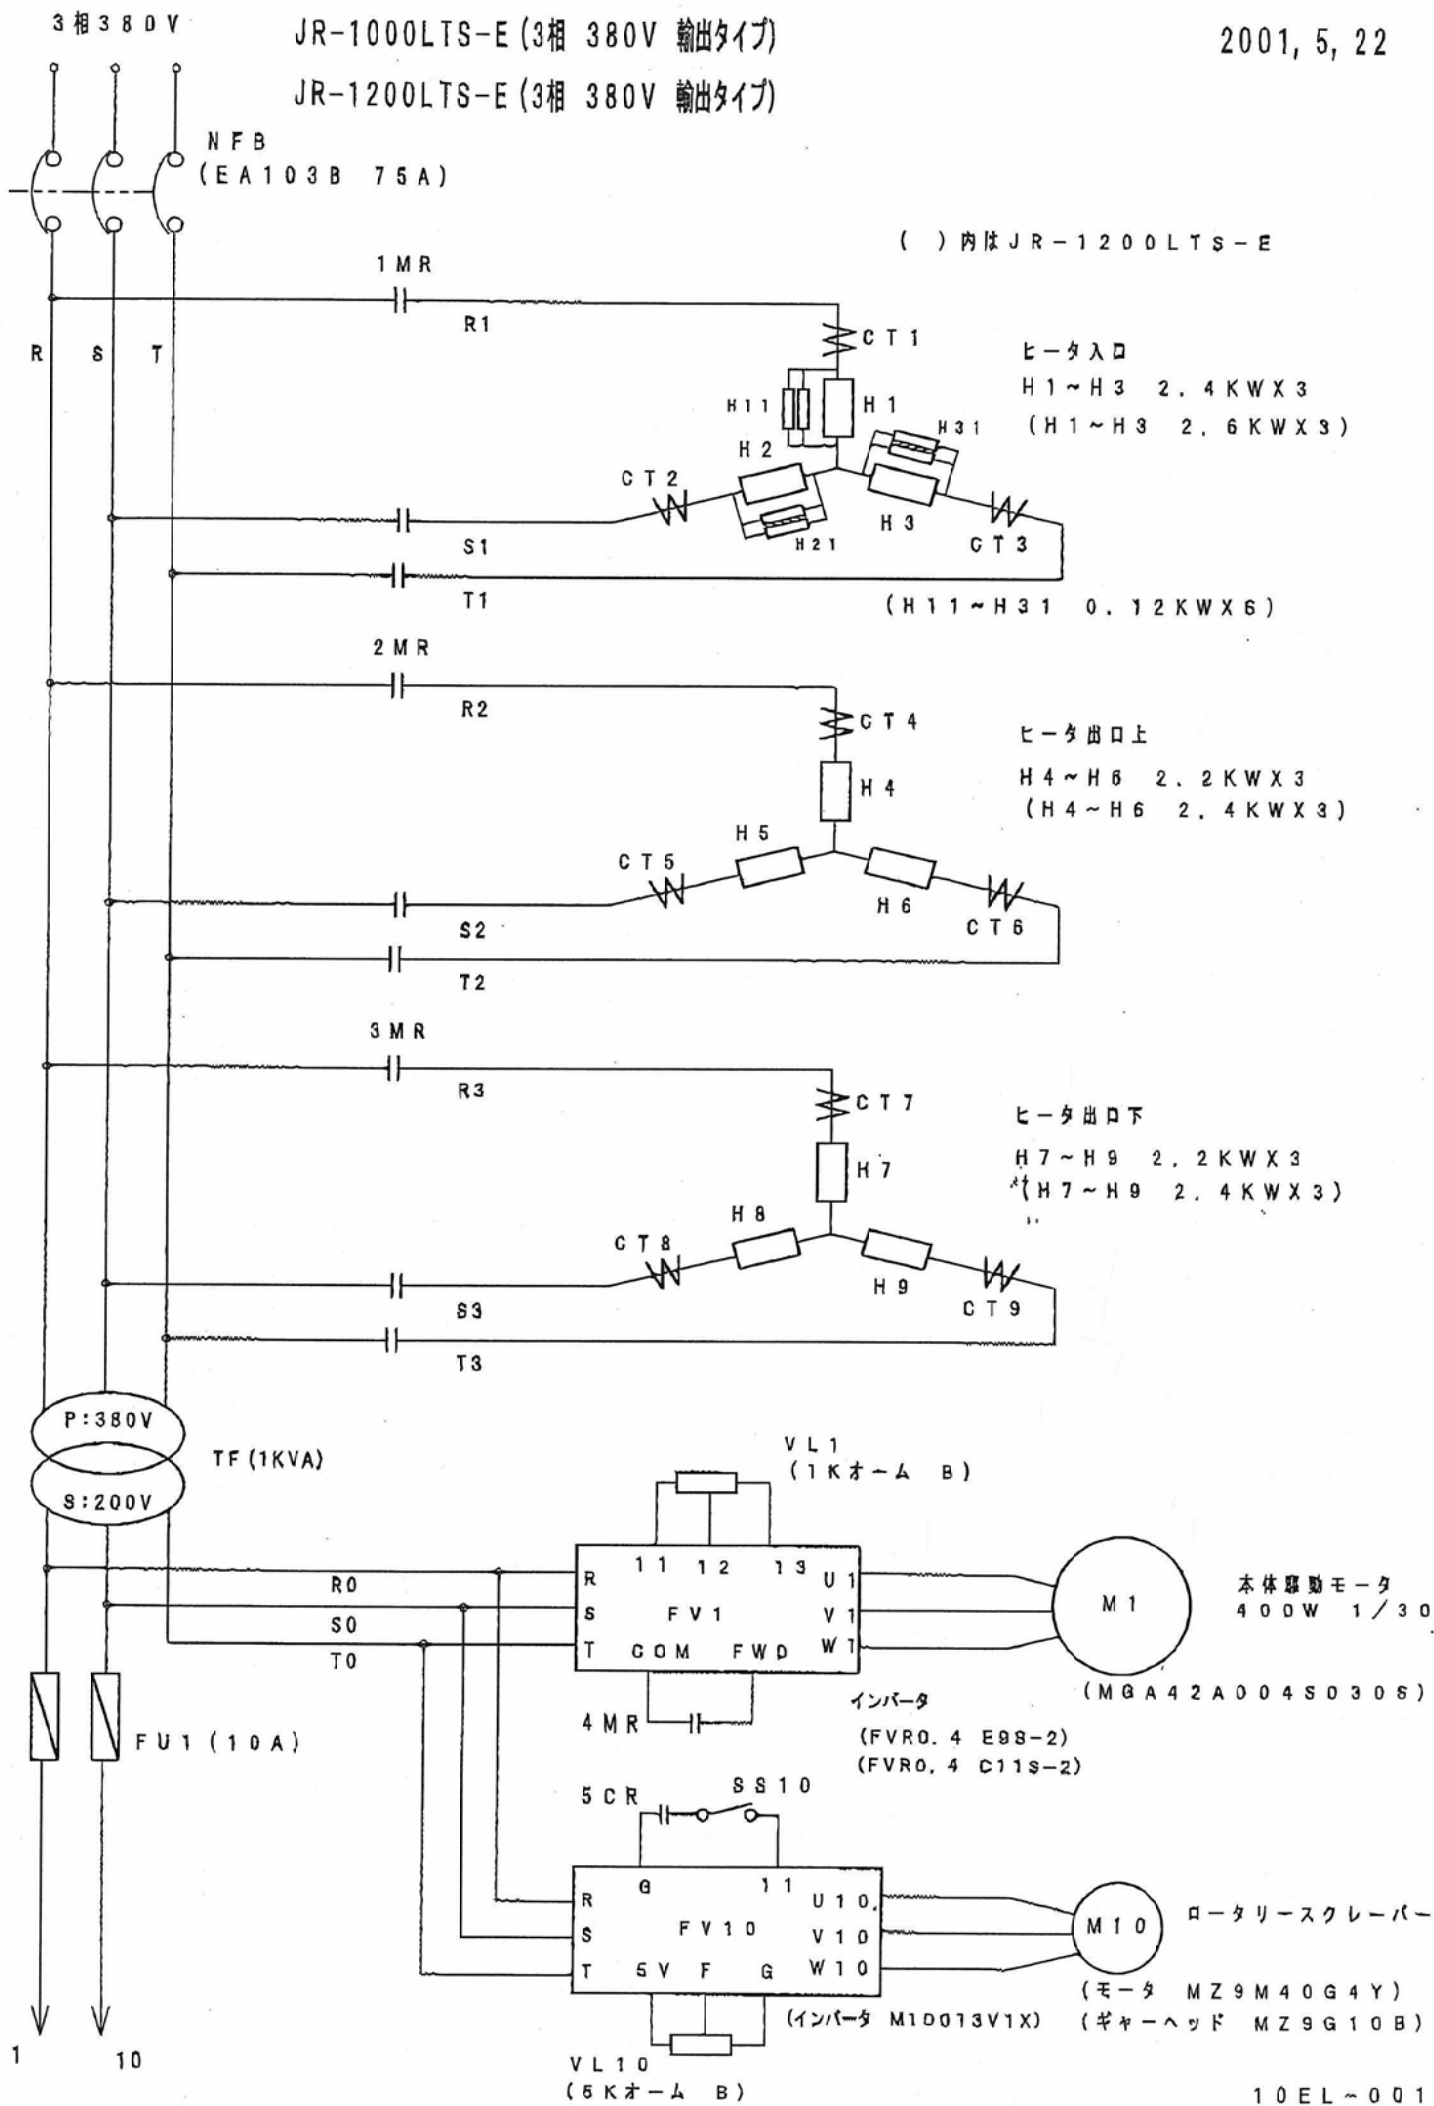 3相380V
JR-1000LTS-E(3相 380V 輸出タイプ)
2001,5,22
JR-1200LTS-E(3相 380V 輸出タイプ)
NFB
(EA103B 75A)
( )内はJR-1200LTS-E
1MR
R1
CT1
R
S
T
ヒータ入口
H1~H3 2.4KWX3
(H1~H3 2.6KWX3)
H11
H1
H31
H2
CT2
H3
CT3
H21
S1
T1
(H11~H31 0.12KWX6)
2MR
R2
CT4
ヒータ出口上
H4~H6 2.2KWX3
(H4~H6 2.4KWX3)
H4
H5
CT5
H6
CT6
S2
T2
3MR
R3
CT7
ヒータ出口下
H7~H9 2.2KWX3
(H7~H9 2.4KWX3)
H7
H8
CT8
H9
CT9
S3
T3
P:380V
TF(1KVA)
S:200V
VL1
(1Kオーム B)
R0
S0
T0
R 11 12 13 U1
S FV1 V1
T COM FWD W1
M1
本体駆動モータ
400W 1/30
(MGA42A004S030S)
4MR
インバータ
(FVR0.4 E9S-2)
(FVR0.4 C11S-2)
FU1(10A)
5CR
SS10
R G 11 U10
S FV10 V10
T 5V F G W10
M10
ロータリースクレーパー
(モータ MZ9M40G4Y)
(インバータ M1D013V1X)
(ギヤーヘッド MZ9G10B)
1
10
VL10
(5Kオーム B)
10EL~001